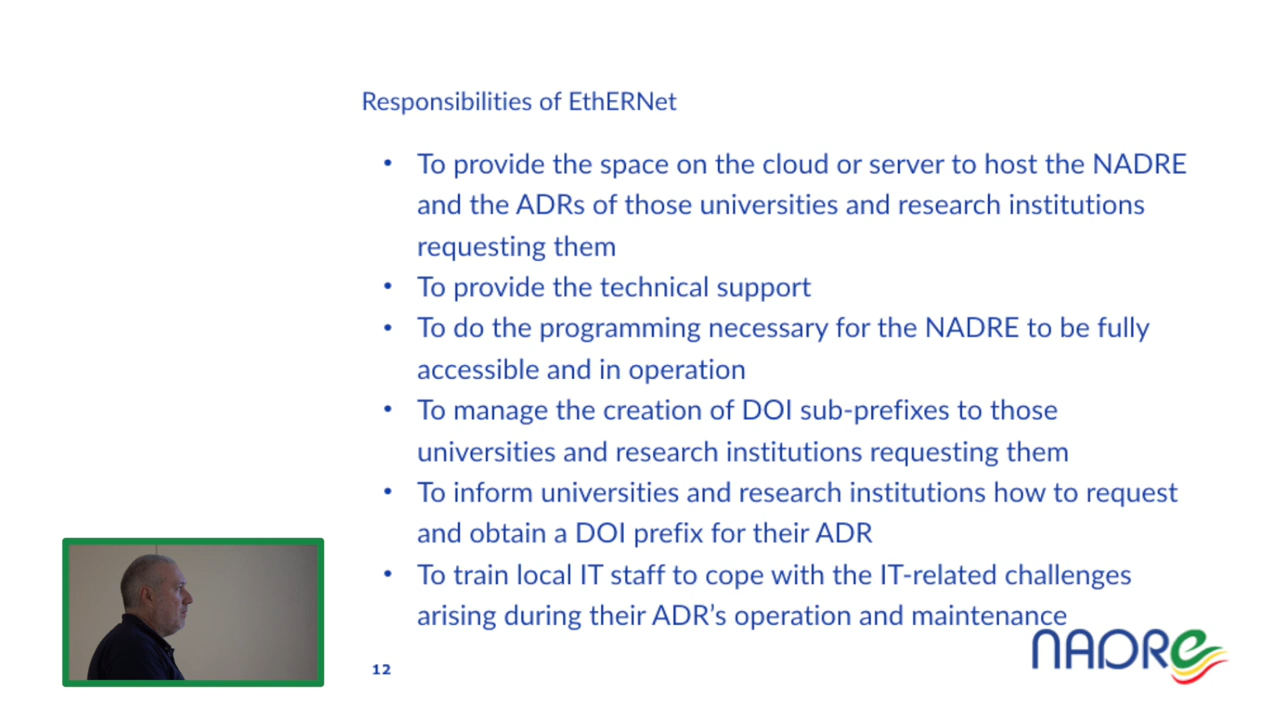 Responsibilities of EthERNet
• To provide the space on the cloud or server to host the NADRE
and the ADRs of those universities and research institutions
requesting them
• To provide the technical support
• To do the programming necessary for the NADRE to be fully
accessible and in operation
• To manage the creation of DOI sub-prefixes to those
universities and research institutions requesting them
• To inform universities and research institutions how to request
and obtain a DOI prefix for their ADR
• To train local IT staff to cope with the IT-related challenges
arising during their ADR’s operation and maintenance
12
NADRe